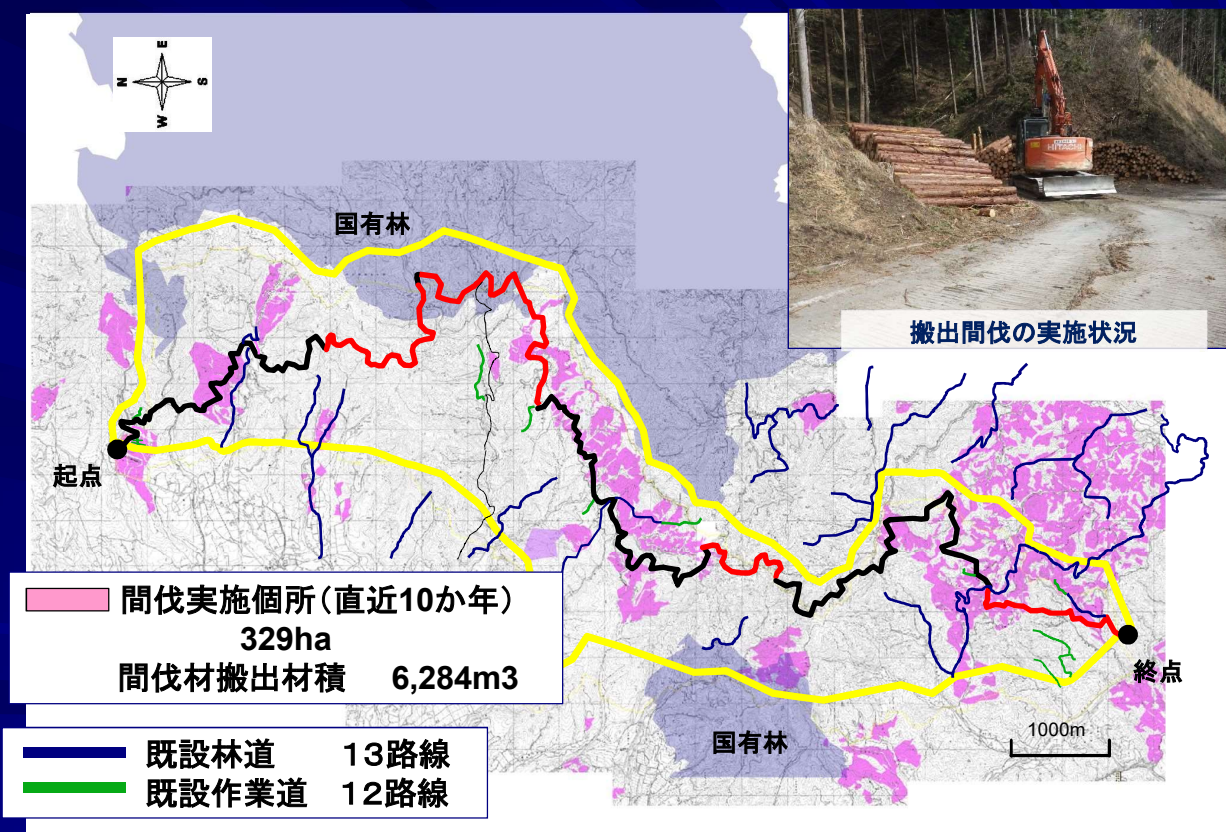 E
N
S
W
国有林
HITACHI
搬出間伐の実施状況
起点
間伐実施個所（直近10か年）
329ha
間伐材搬出材積 6,284m3
終点
1000m
国有林
既設林道 13路線
既設作業道 12路線